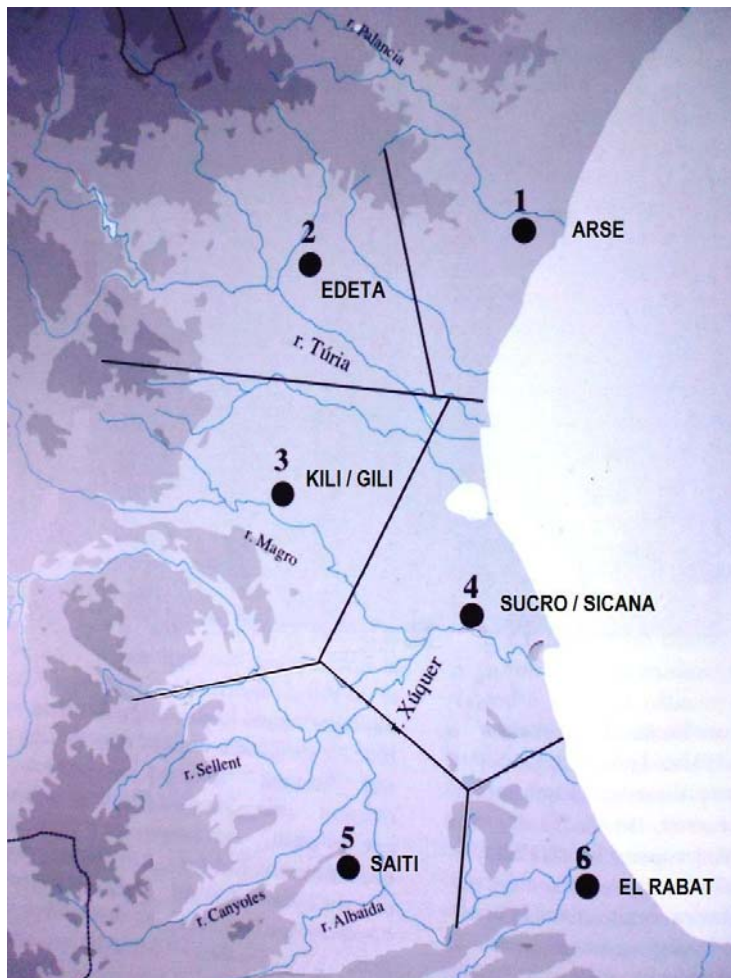 r. Palancia
1
ARSE
2
EDETA
r. Túria
3
KILI / GILI
r. Magro
4
SUCRO / SICANA
r. Xúquer
r. Sellent
5
SAITI
6
EL RABAT
r. Canyoles
r. Albaida